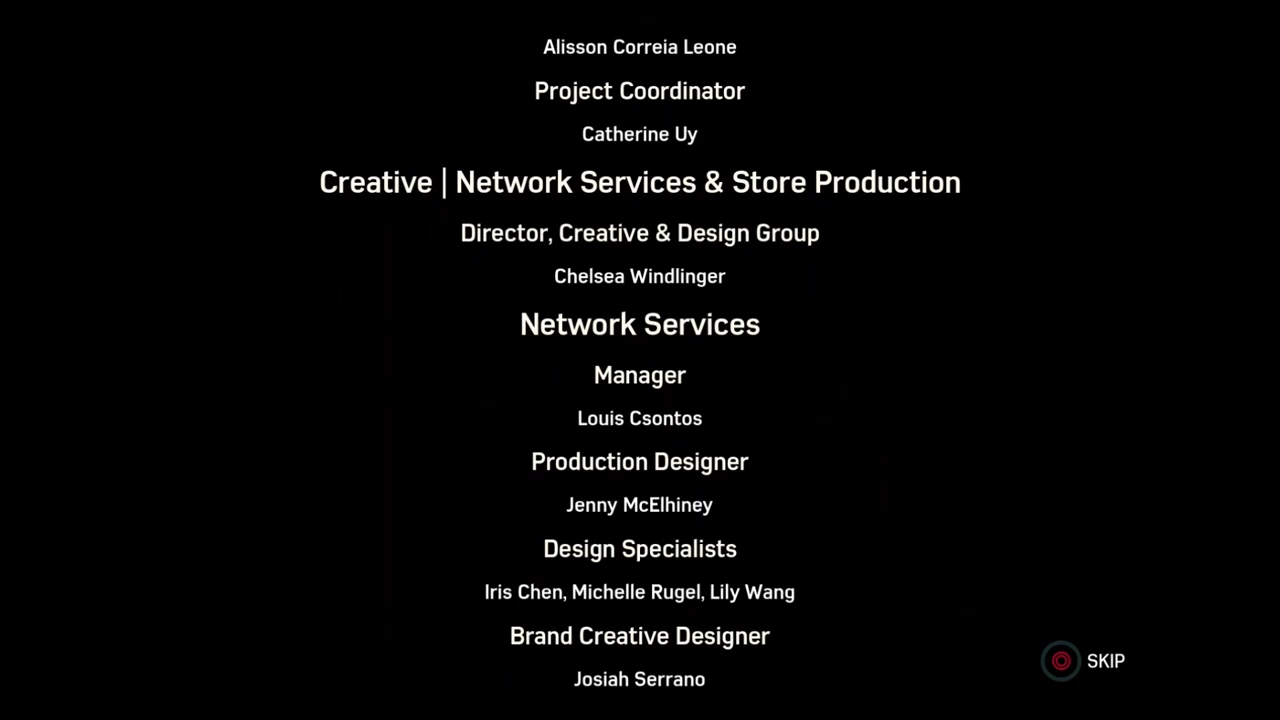 Alisson Correia Leone
Project Coordinator
Catherine Uy
Creative | Network Services & Store Production
Director, Creative & Design Group
Chelsea Windlinger
Network Services
Manager
Louis Csontos
Production Designer
Jenny McElhiney
Design Specialists
Iris Chen, Michelle Rugel, Lily Wang
Brand Creative Designer
SKIP
Josiah Serrano